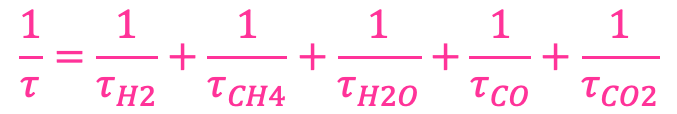 1/τ = 1/τ_H2 + 1/τ_CH4 + 1/τ_H2O + 1/τ_CO + 1/τ_CO2